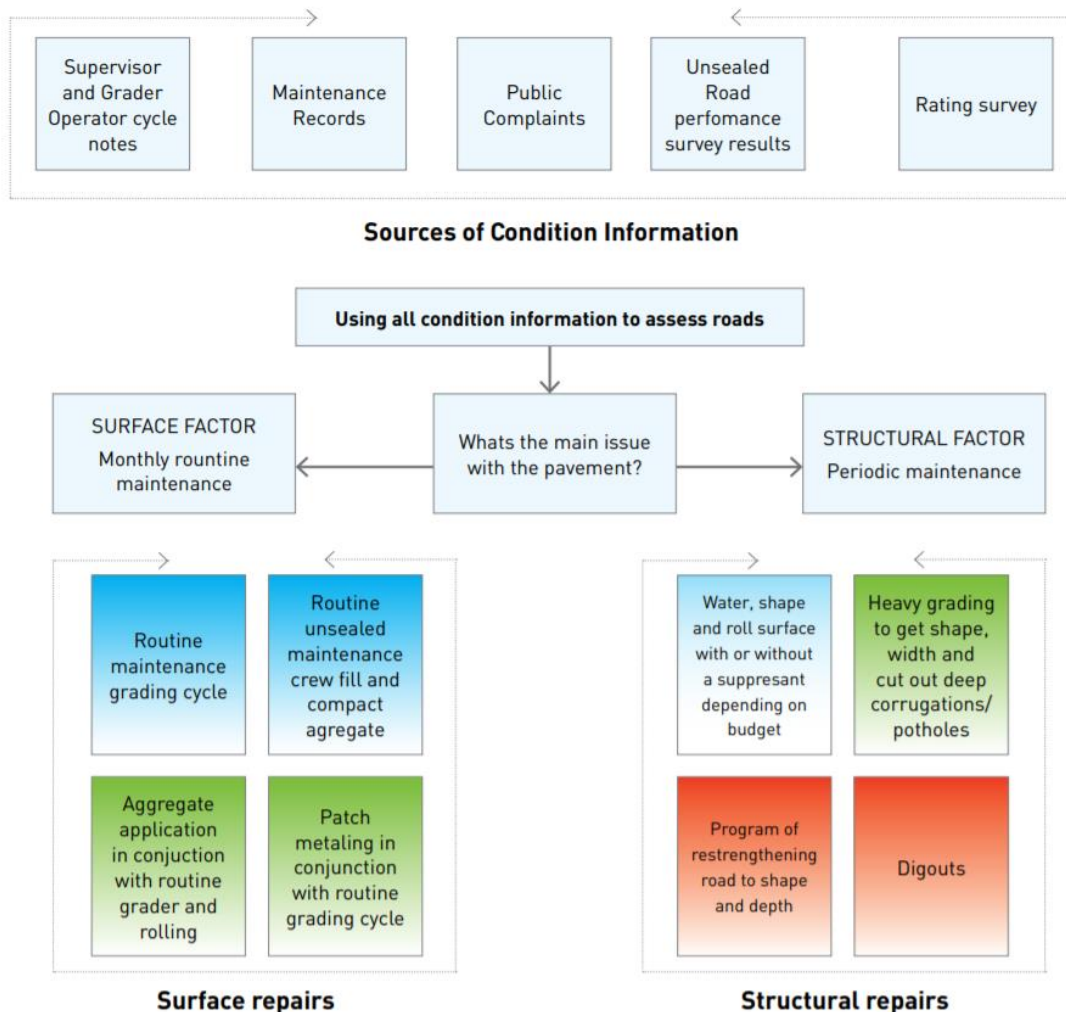 Supervisor
and Grader
Operator cycle
notes
Maintenance
Records
Public
Complaints
Unsealed
Road
perfomance
survey results
Rating survey
Sources of Condition Information
Using all condition information to assess roads
SURFACE FACTOR
Monthly rountine
maintenance
Whats the main issue
with the pavement?
STRUCTURAL FACTOR
Periodic maintenance
Routine
maintenance
grading cycle
Routine
unsealed
maintenance
crew fill and
compact
agregate
Water, shape
and roll surface
with or without
a suppresant
depending on
budget
Heavy grading
to get shape,
width and
cut out deep
corrugations/
potholes
Aggregate
application
in conjuction
with routine
grader and
rolling
Patch
metaling in
conjunction
with routine
grading cycle
Program of
restrengthening
road to shape
and depth
Digouts
Surface repairs
Structural repairs